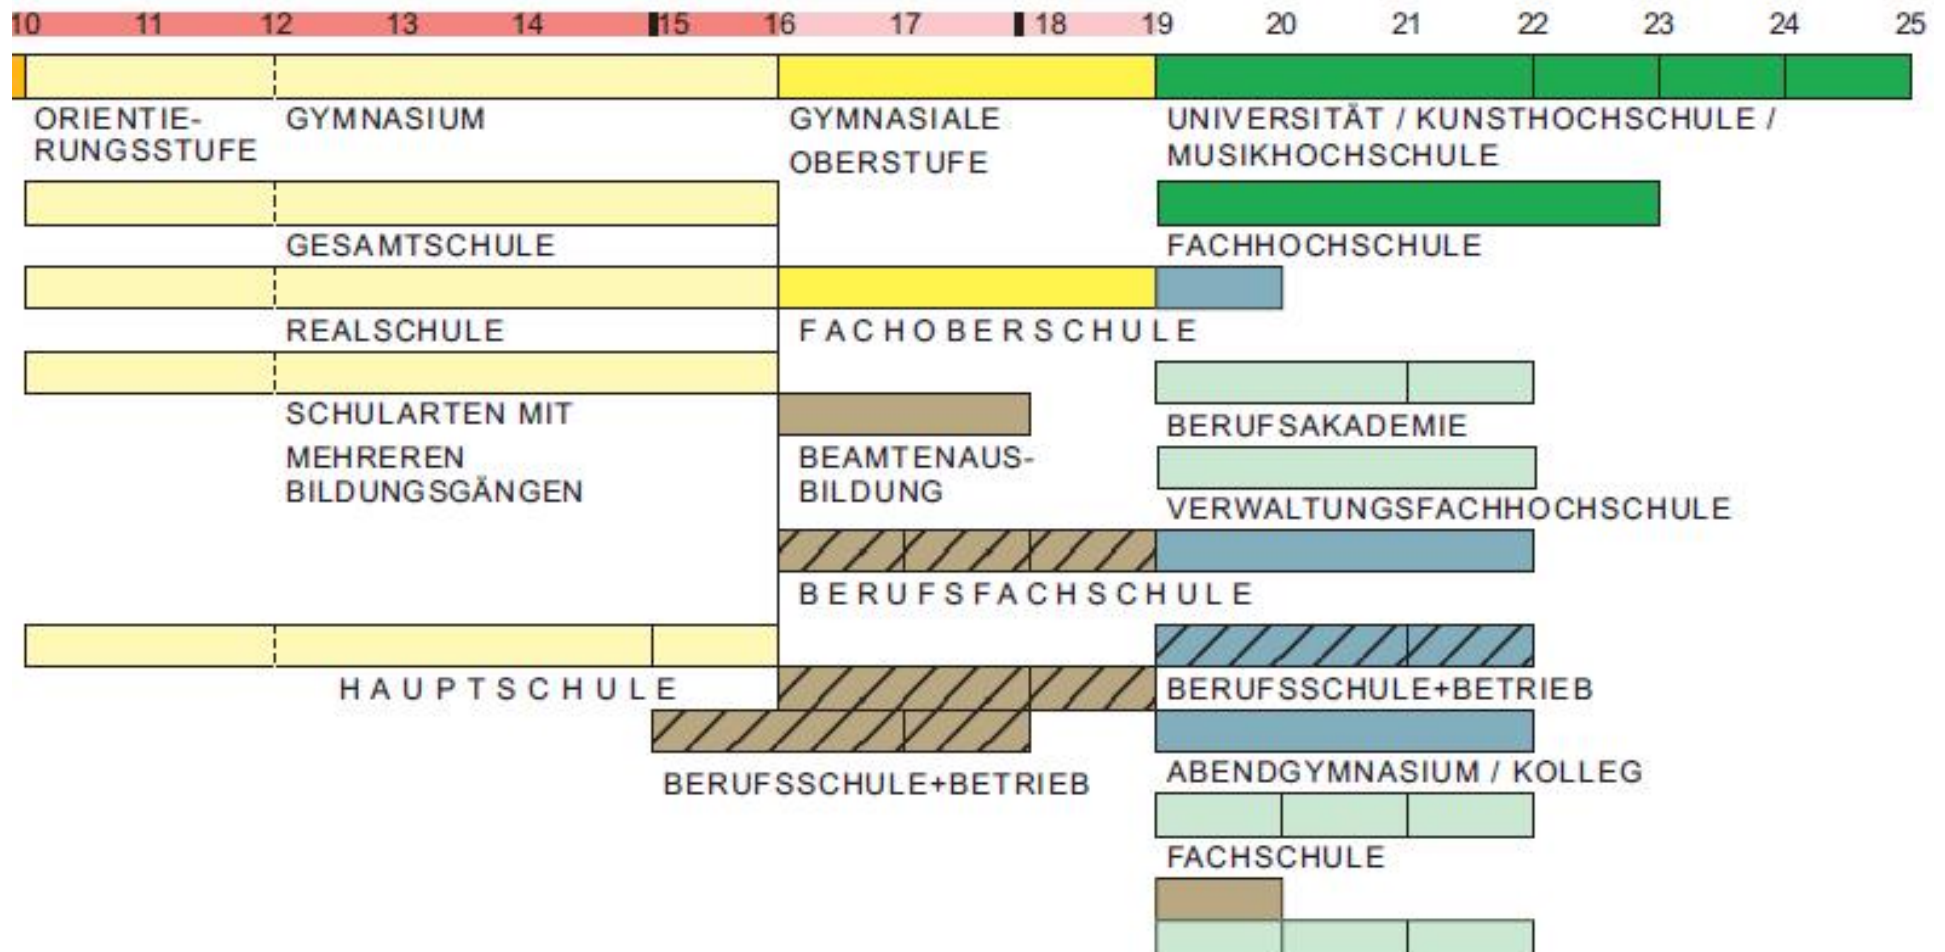 10 11 12 13 14 15 16 17 18 19 20 21 22 23 24 25
ORIENTIE-
RUNGSSTUFE
GYMNASIUM
GYMNASIALE
OBERSTUFE
UNIVERSITÄT / KUNSTHOCHSCHULE /
MUSIKHOCHSCHULE
GESAMTSCHULE
FACHHOCHSCHULE
REALSCHULE
FACHOBERSCHULE
SCHULARTEN MIT
MEHREREN
BILDUNGSGÄNGEN
BEAMTENAUS-
BILDUNG
BERUFSAKADEMIE
VERWALTUNGSFACHHOCHSCHULE
BERUFSFACHSCHULE
HAUPTSCHULE
BERUFSSCHULE+BETRIEB
BERUFSSCHULE+BETRIEB
ABENDGYMNASIUM / KOLLEG
FACHSCHULE